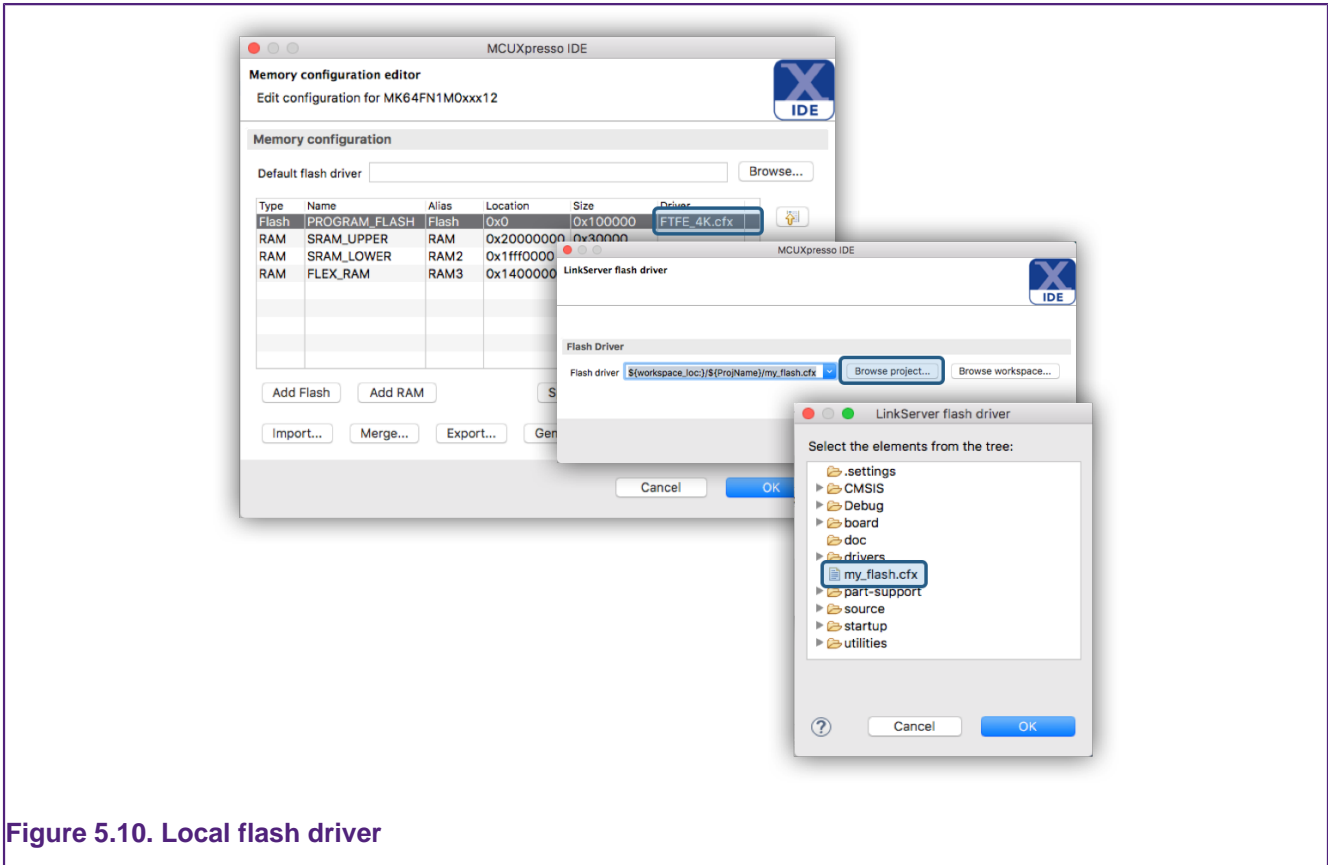 MCUXpresso IDE
Memory configuration editor
Edit configuration for MK64FN1M0xxx12
IDE
Memory configuration
Default flash driver
Browse...
Type Name Alias Location Size Driver
Flash PROGRAM_FLASH Flash 0x0 0x100000 FTFE_4K.cfx
RAM SRAM_UPPER RAM 0x20000000 0x30000
RAM SRAM_LOWER RAM2 0x1fff0000
RAM FLEX_RAM RAM3 0x1400000
Add Flash Add RAM S
Import... Merge... Export... Gen
Cancel OK
MCUXpresso IDE
LinkServer flash driver
IDE
Flash Driver
Flash driver ${workspace_loc:}/${ProjName}/my_flash.cfx Browse project... Browse workspace...
LinkServer flash driver
Select the elements from the tree:
.settings
CMSIS
Debug
board
doc
drivers
my_flash.cfx
part-support
source
startup
utilities
? Cancel OK
Figure 5.10. Local flash driver